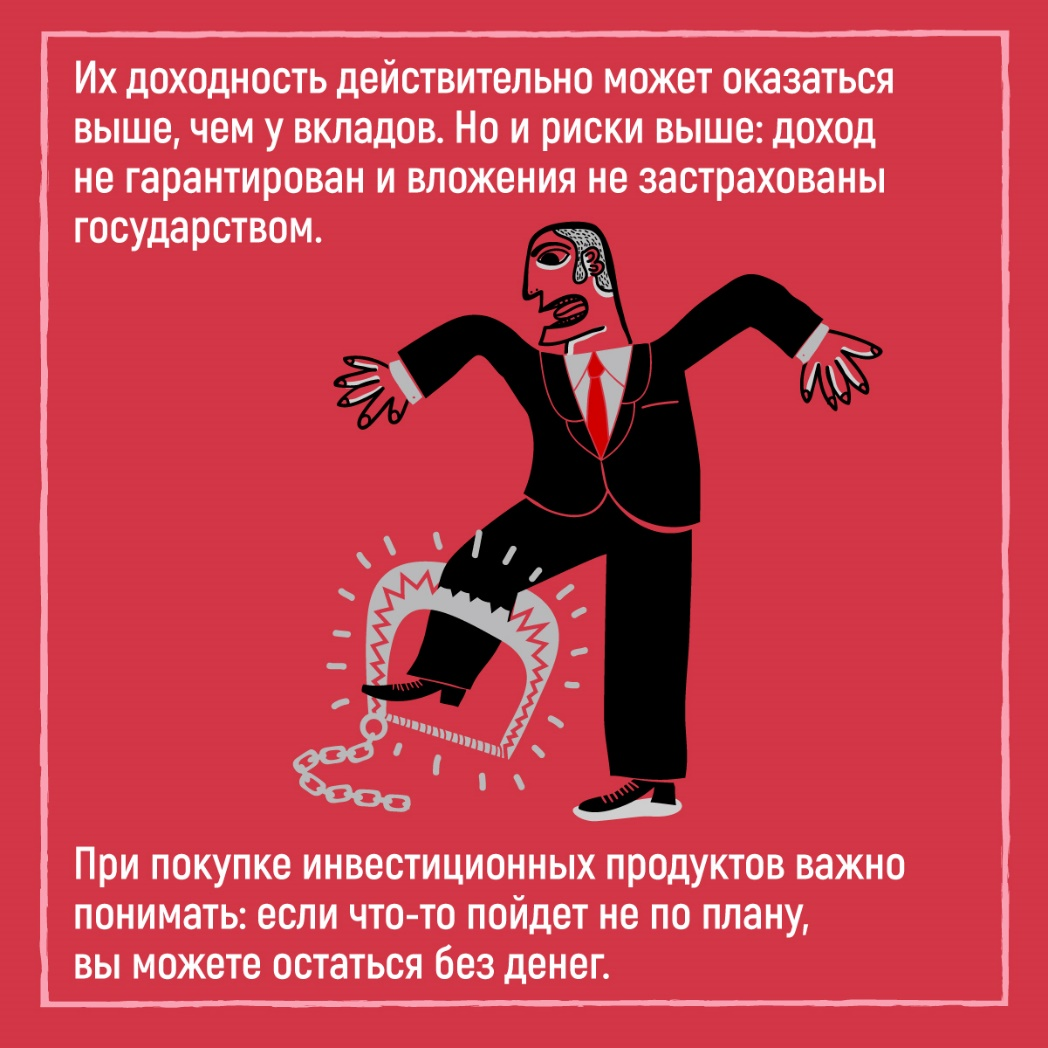 Их доходность действительно может оказаться
выше, чем у вкладов. Но и риски выше: доход
не гарантирован и вложения не застрахованы
государством.
При покупке инвестиционных продуктов важно
понимать: если что-то пойдет не по плану,
вы можете остаться без денег.